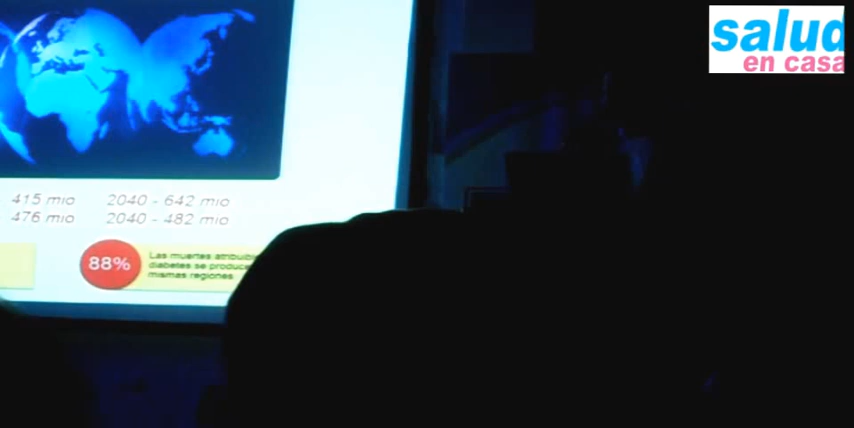 salud
en casa
415 mio 2040 - 642 mio
476 mio 2040 - 482 mio
88%
Las muertes
diabetes se
mismas regiones